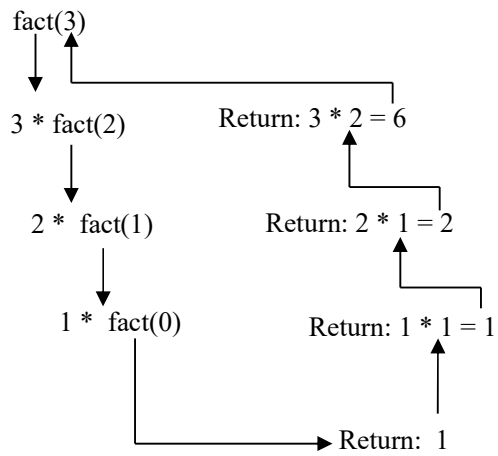 fact(3)
3 * fact(2)
Return: 3 * 2 = 6
2 * fact(1)
Return: 2 * 1 = 2
1 * fact(0)
Return: 1 * 1 = 1
Return: 1